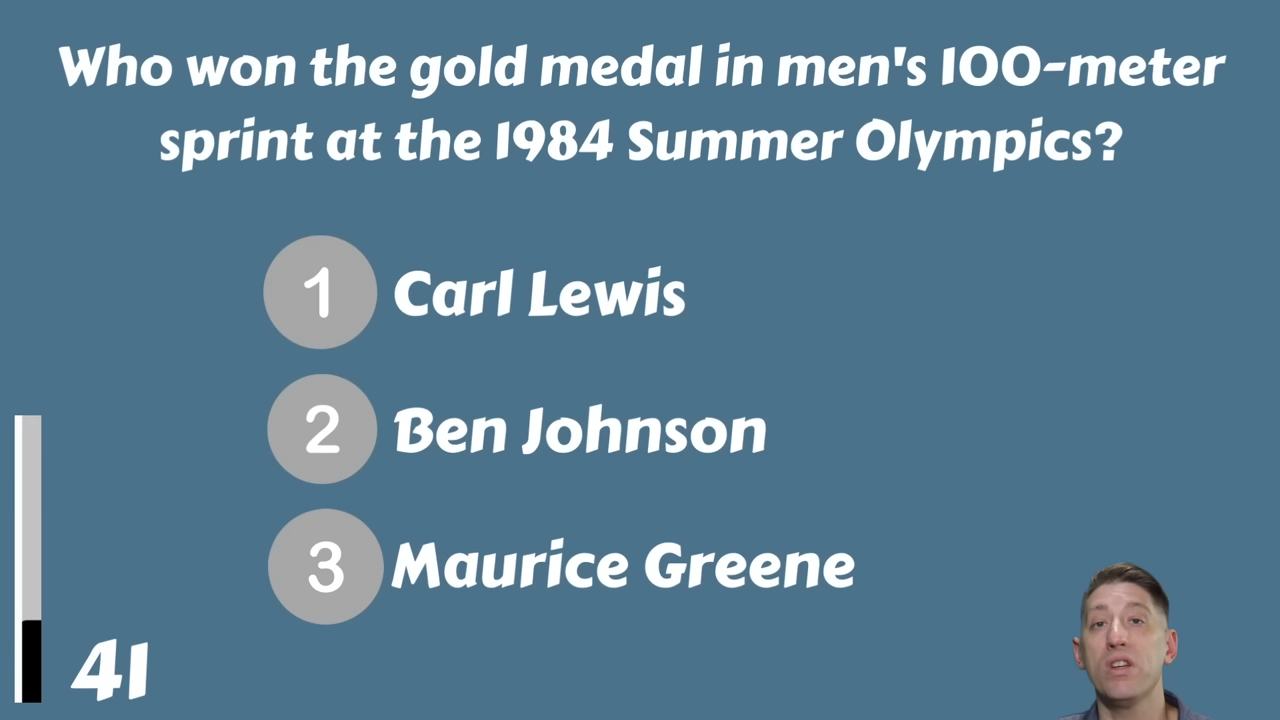 Who won the gold medal in men's 100-meter
sprint at the 1984 Summer Olympics?
1 Carl Lewis
2 Ben Johnson
3 Maurice Greene
41